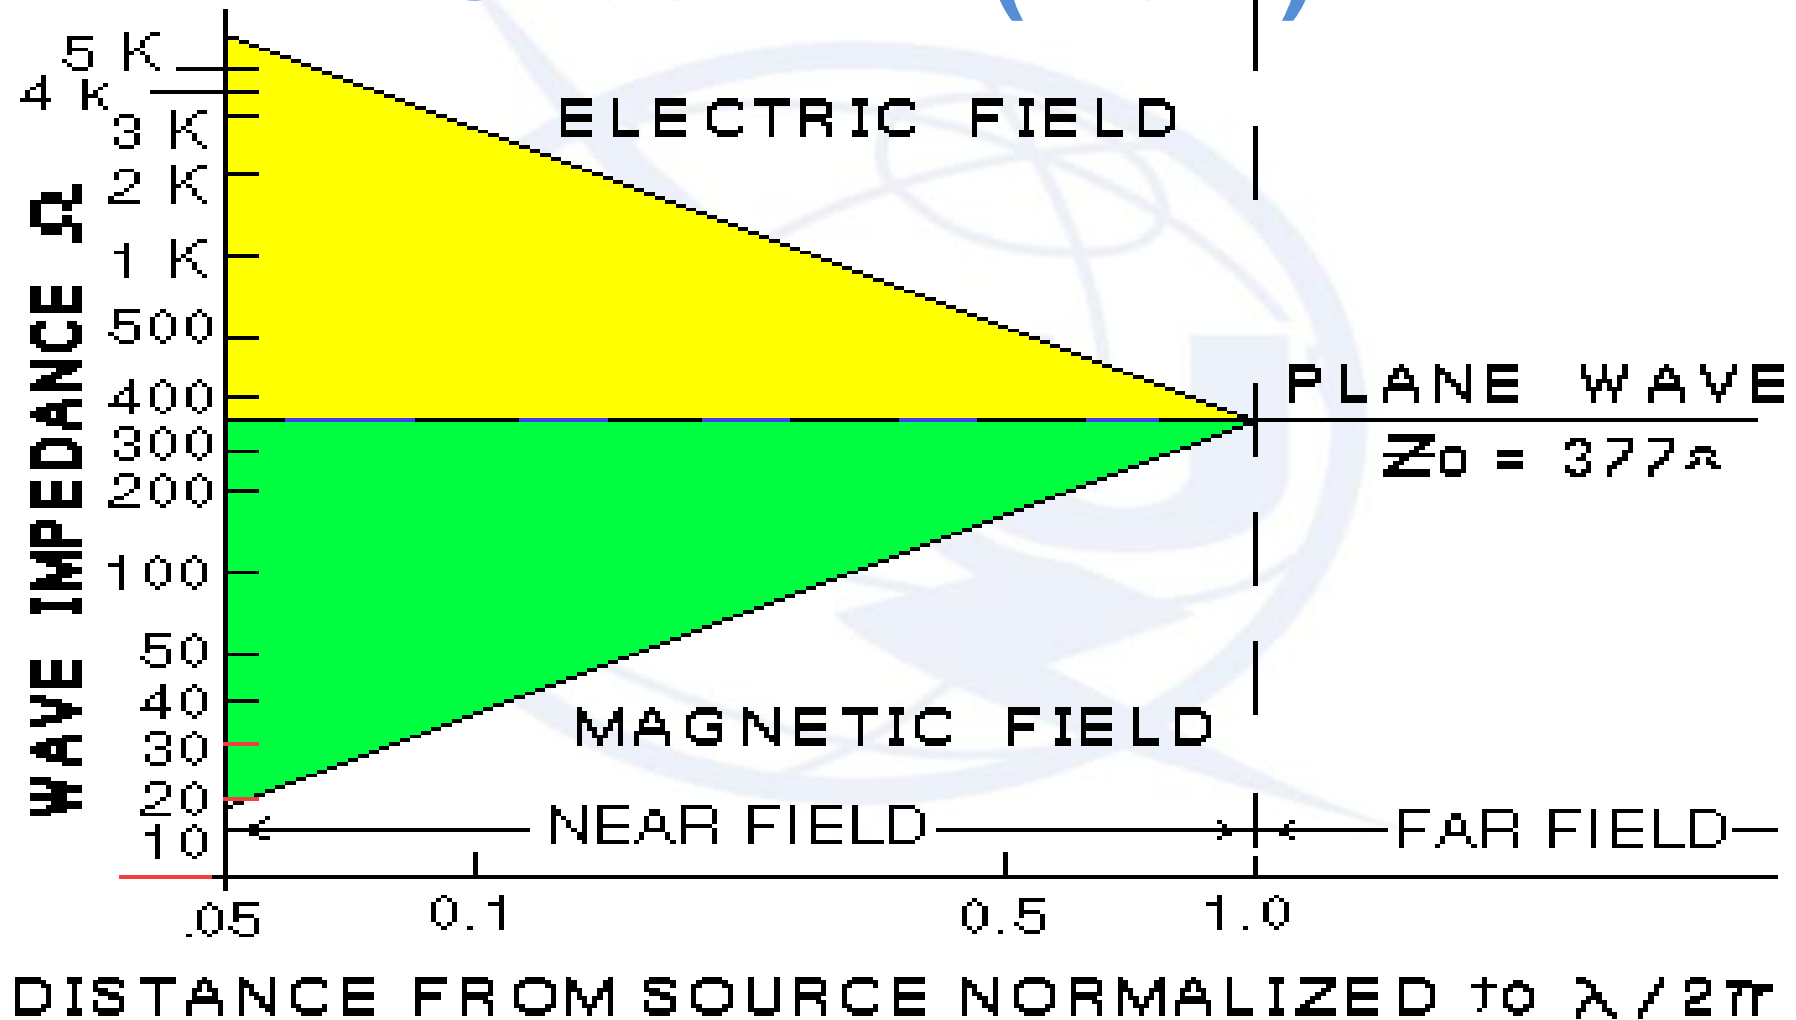 5 K
4 K
3 K
2 K
1 K
500
400
300
200
100
50
40
30
20
10
WAVE IMPEDANCE Ω
ELECTRIC FIELD
PLANE WAVE
Zo = 377Ω
MAGNETIC FIELD
NEAR FIELD
FAR FIELD
.05 0.1 0.5 1.0
DISTANCE FROM SOURCE NORMALIZED to λ/2π